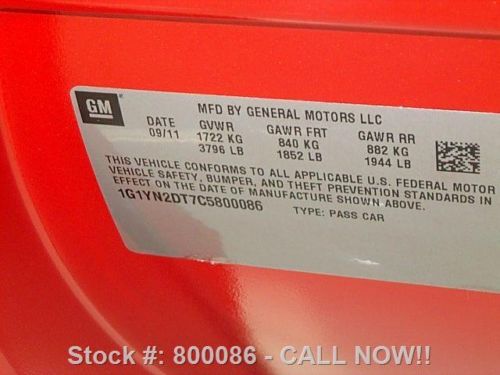 GM
MFD BY GENERAL MOTORS LLC
DATE GVWR GAWR FRT GAWR RR
09/11 1722 KG 840 KG 882 KG
3796 LB 1852 LB 1944 LB
THIS VEHICLE CONFORMS TO ALL APPLICABLE U.S. FEDERAL MOTOR
VEHICLE SAFETY, BUMPER, AND THEFT PREVENTION STANDARDS IN
EFFECT ON THE DATE OF MANUFACTURE SHOWN ABOVE.
1G1YN2DT7C5800086
TYPE: PASS CAR
Stock #: 800086 - CALL NOW!!